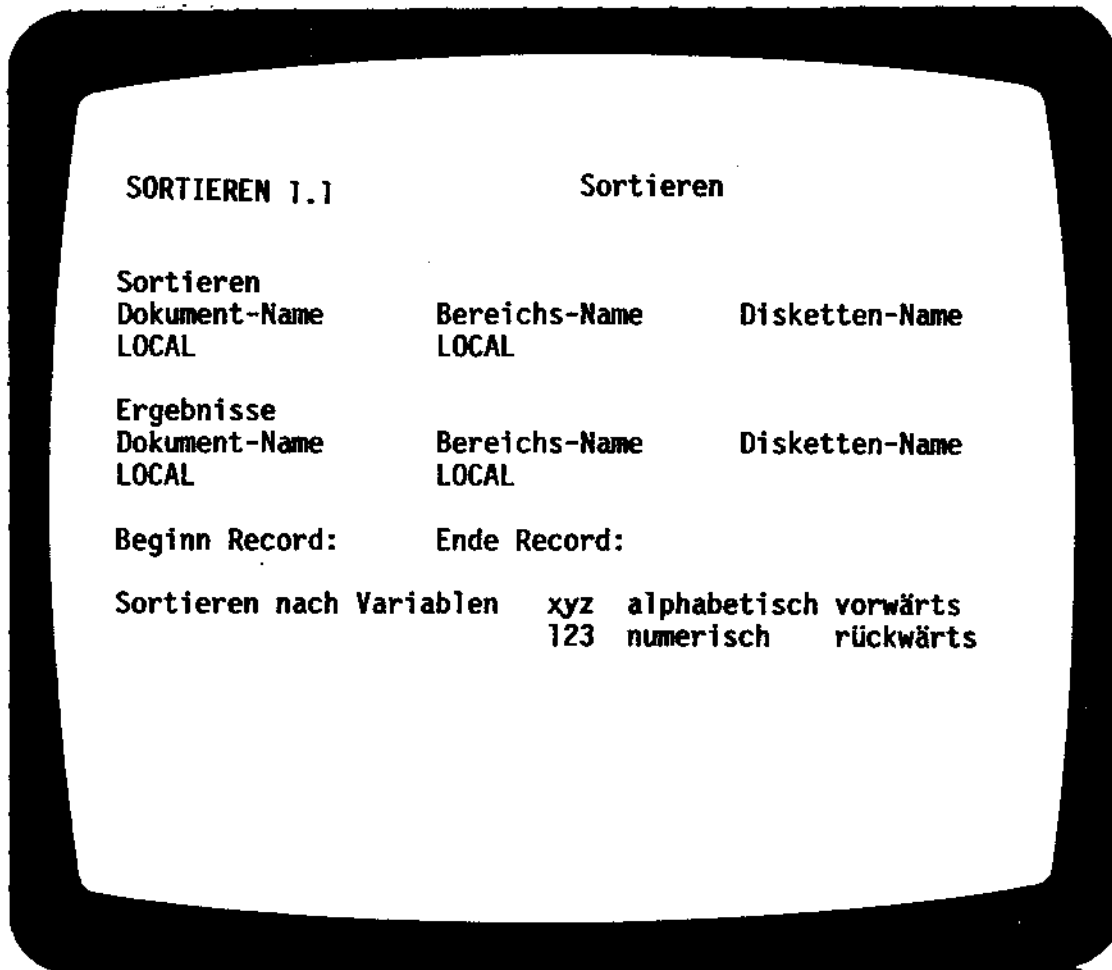 SORTIEREN 1.1 Sortieren
Sortieren
Dokument-Name Bereichs-Name Disketten-Name
LOCAL LOCAL
Ergebnisse
Dokument-Name Bereichs-Name Disketten-Name
LOCAL LOCAL
Beginn Record: Ende Record:
Sortieren nach Variablen xyz alphabetisch vorwärts
123 numerisch rückwärts